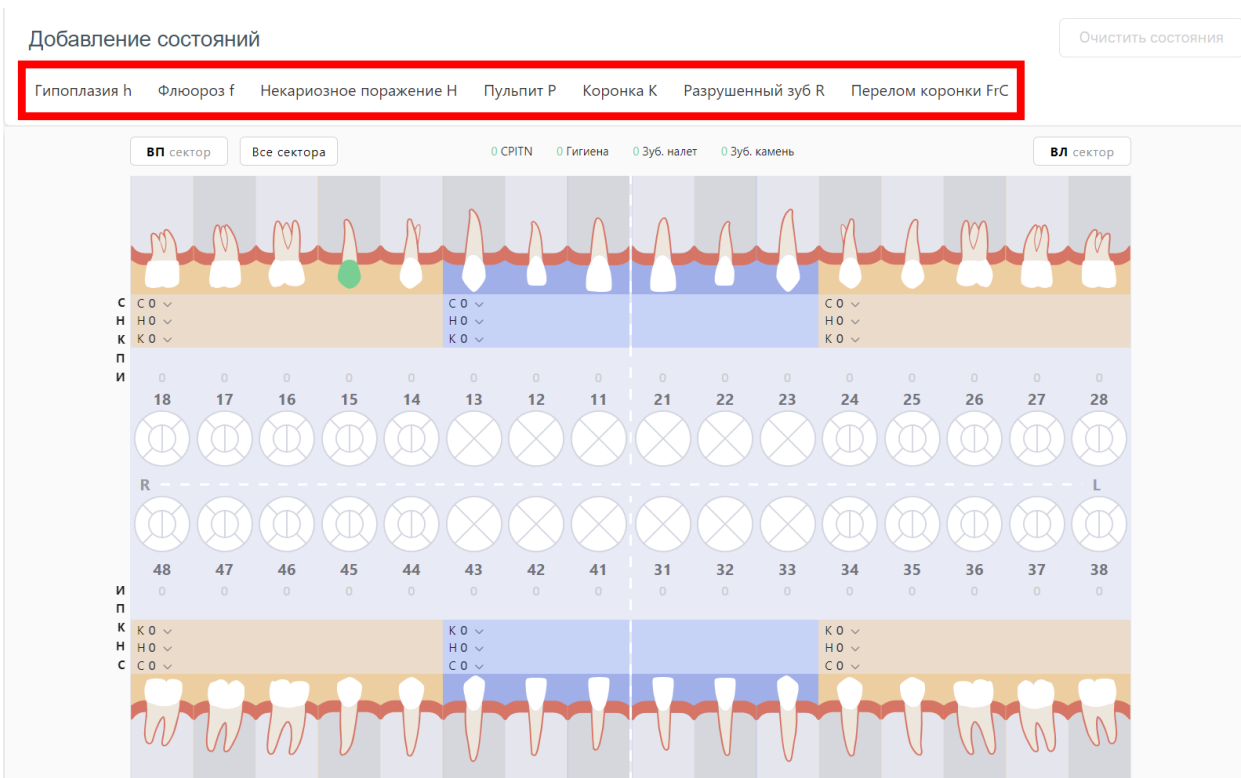 Добавление состояний
Очистить состояния
Гипоплазия h Флюороз f Некариозное поражение H Пульпит P Коронка K Разрушенный зуб R Перелом коронки FrC
ВП сектор Все сектора 0 CPITN 0 Гигиена 0 Зуб. налет 0 Зуб. камень ВЛ сектор
С С 0 С 0 С 0
Н Н 0 Н 0 Н 0
К К 0 К 0 К 0
П
И 0 0 0 0 0 0 0 0 0 0 0 0 0 0 0 0
18 17 16 15 14 13 12 11 21 22 23 24 25 26 27 28
R L
48 47 46 45 44 43 42 41 31 32 33 34 35 36 37 38
И 0 0 0 0 0 0 0 0 0 0 0 0 0 0 0 0
П
К К 0 К 0 К 0
Н Н 0 Н 0 Н 0
С С 0 С 0 С 0